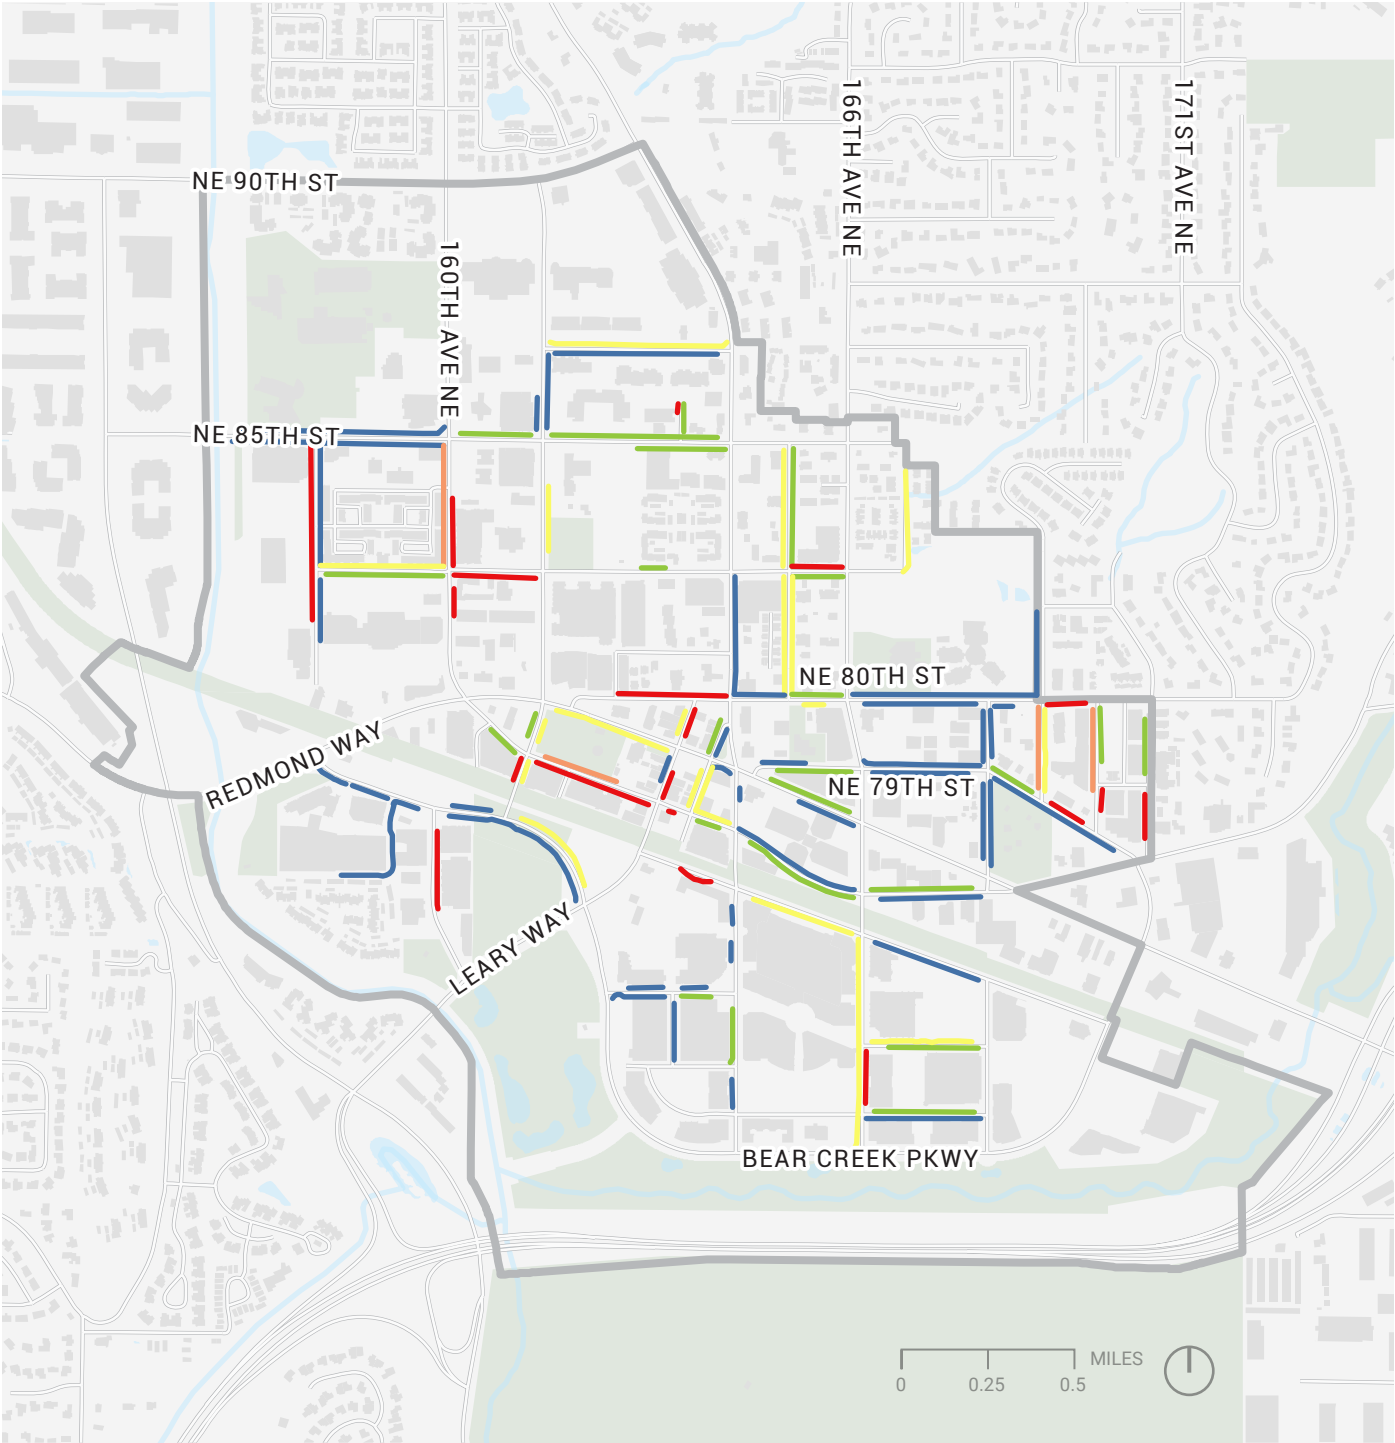 166TH AVE NE
171ST AVE NE
NE 90TH ST
160TH AVE NE
NE 85TH ST
NE 80TH ST
REDMOND WAY
NE 79TH ST
LEARY WAY
BEAR CREEK PKWY
MILES
0 0.25 0.5